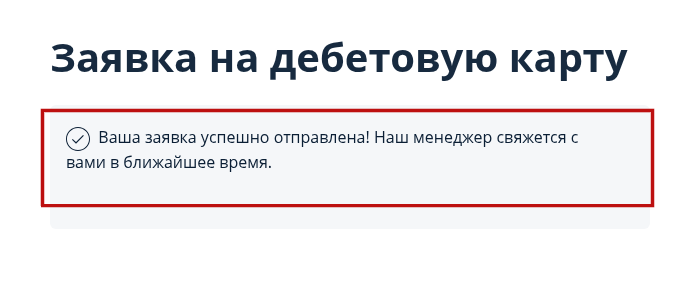 Заявка на дебетовую карту
Ваша заявка успешно отправлена! Наш менеджер свяжется с
вами в ближайшее время.